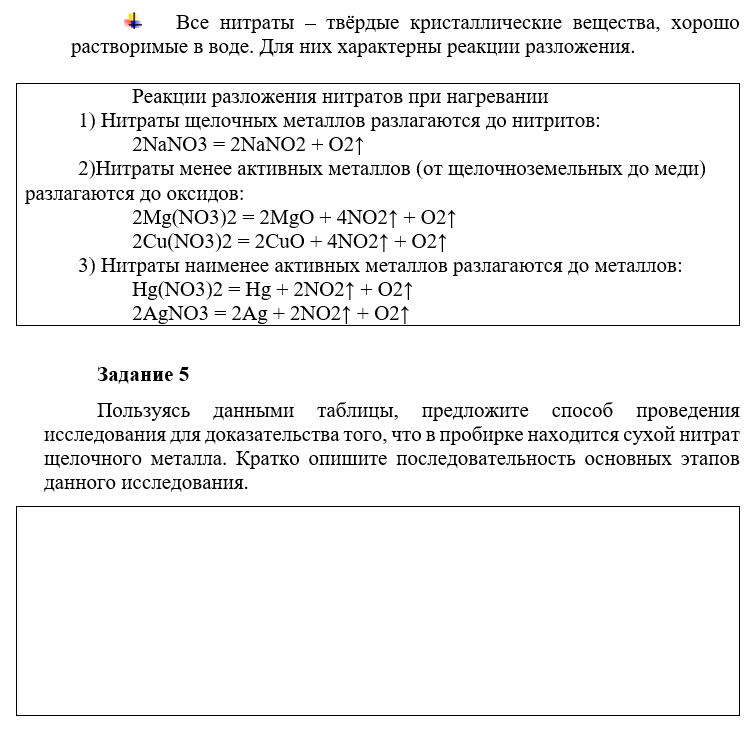 Все нитраты – твёрдые кристаллические вещества, хорошо
растворимые в воде. Для них характерны реакции разложения.
Реакции разложения нитратов при нагревании
1) Нитраты щелочных металлов разлагаются до нитритов:
2NaNO3 = 2NaNO2 + O2↑
2)Нитраты менее активных металлов (от щелочноземельных до меди)
разлагаются до оксидов:
2Mg(NO3)2 = 2MgO + 4NO2↑ + O2↑
2Cu(NO3)2 = 2CuO + 4NO2↑ + O2↑
3) Нитраты наименее активных металлов разлагаются до металлов:
Hg(NO3)2 = Hg + 2NO2↑ + O2↑
2AgNO3 = 2Ag + 2NO2↑ + O2↑
Задание 5
Пользуясь данными таблицы, предложите способ проведения
исследования для доказательства того, что в пробирке находится сухой нитрат
щелочного металла. Кратко опишите последовательность основных этапов
данного исследования.